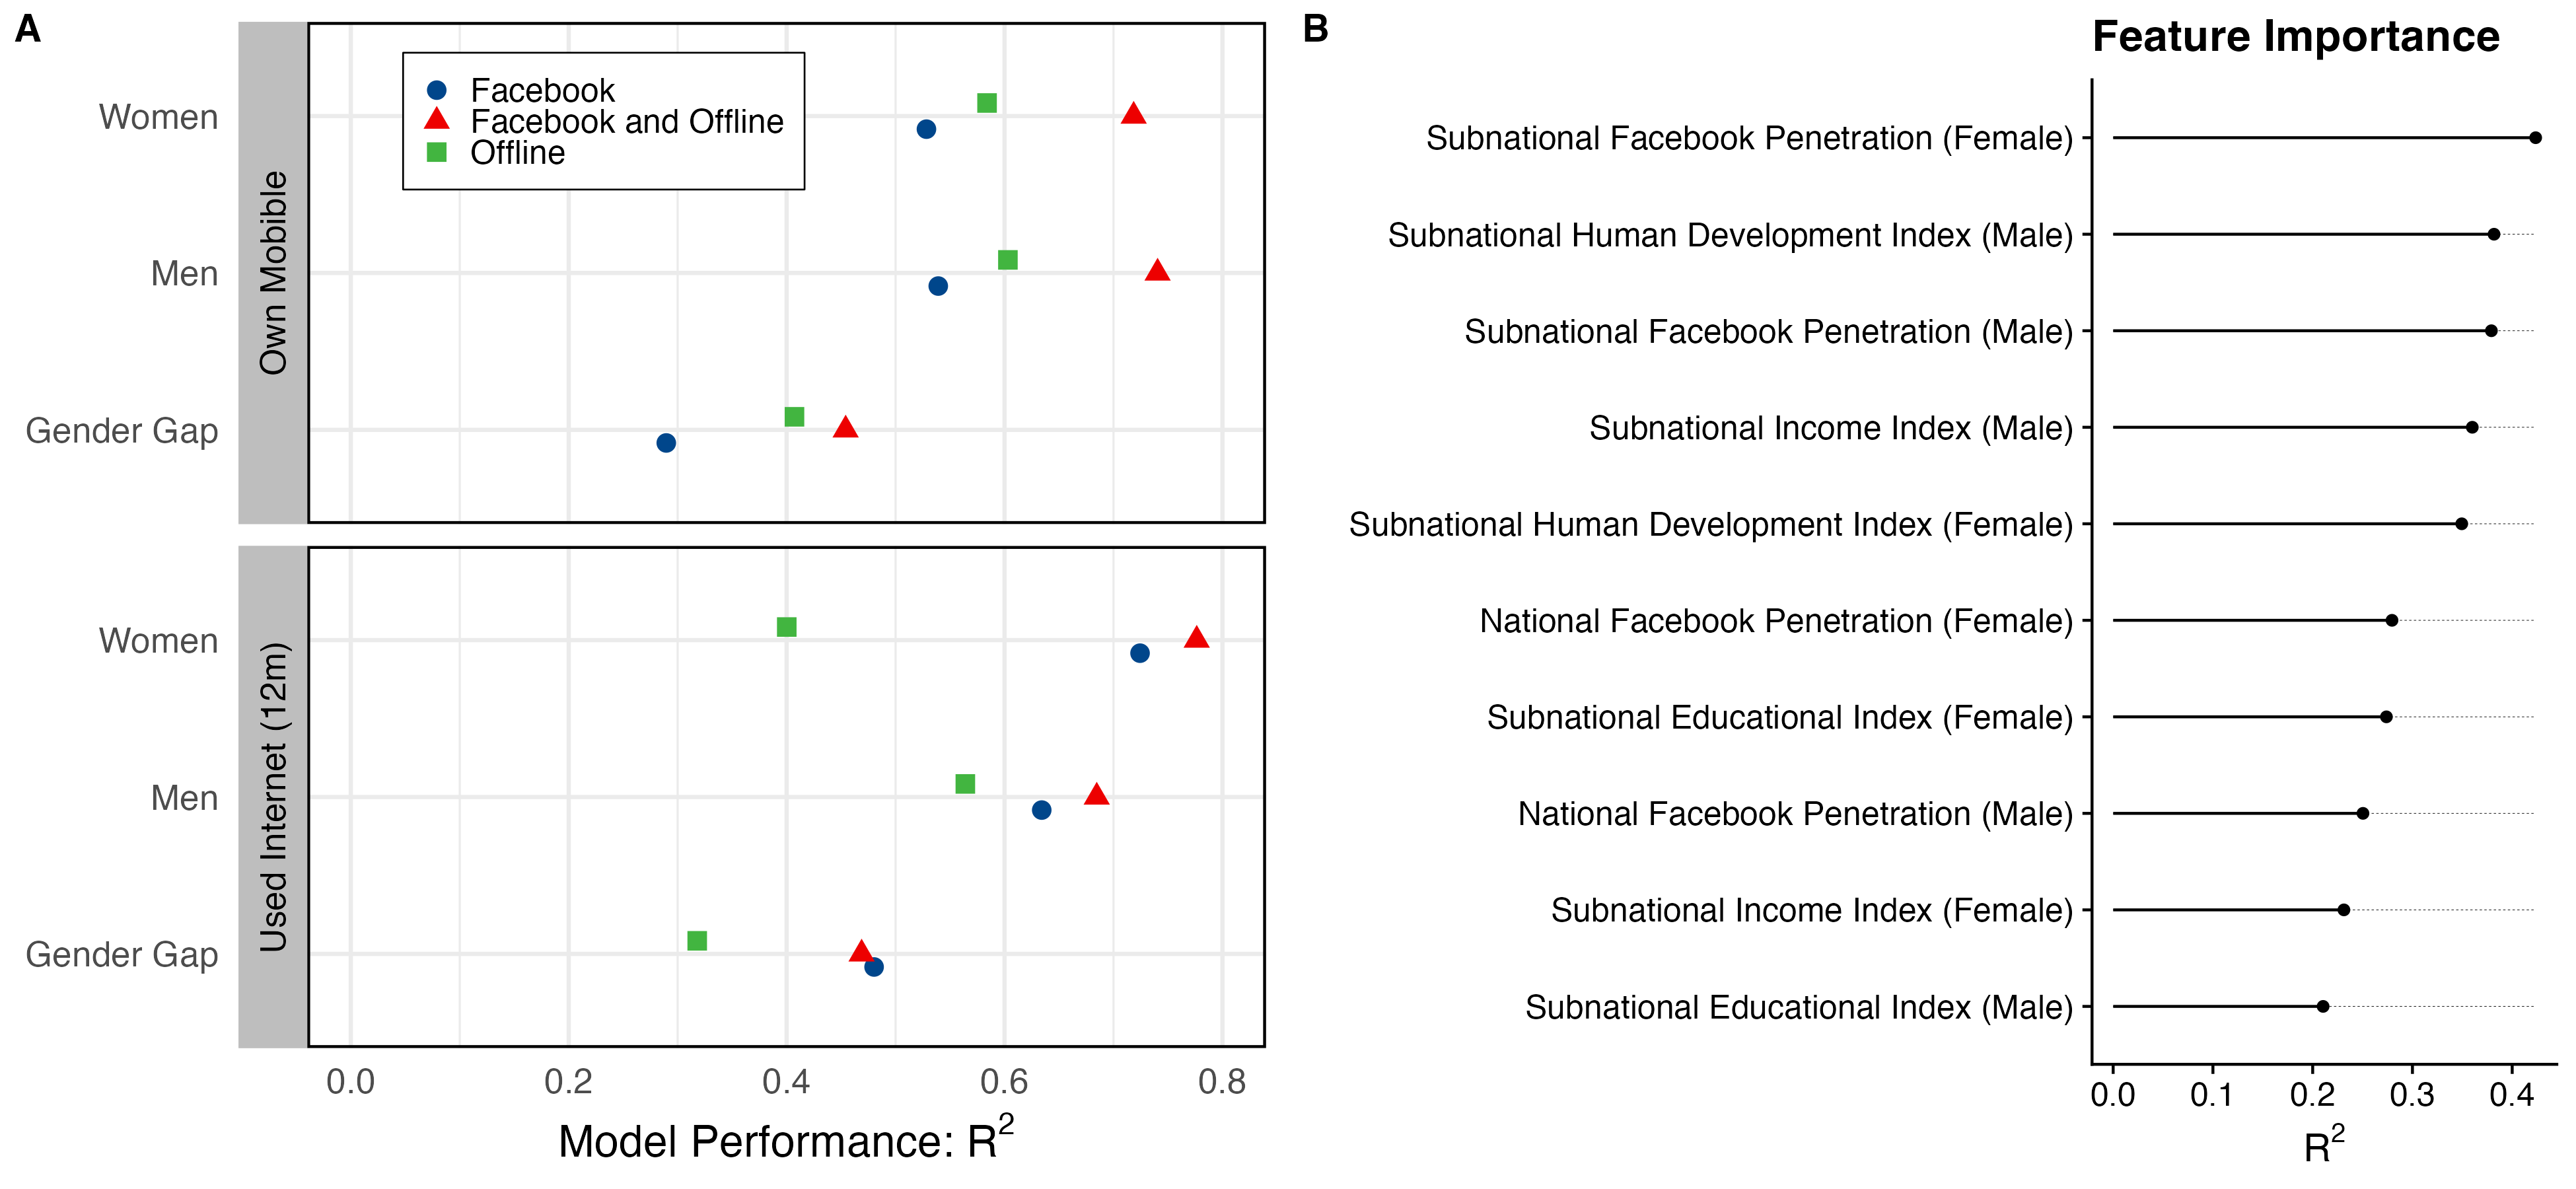 A
Facebook
Facebook and Offline
Offline
Own Mobible
Women
Men
Gender Gap
Used Internet (12m)
Women
Men
Gender Gap
0.0 0.2 0.4 0.6 0.8
Model Performance: R²
B
Feature Importance
Subnational Facebook Penetration (Female)
Subnational Human Development Index (Male)
Subnational Facebook Penetration (Male)
Subnational Income Index (Male)
Subnational Human Development Index (Female)
National Facebook Penetration (Female)
Subnational Educational Index (Female)
National Facebook Penetration (Male)
Subnational Income Index (Female)
Subnational Educational Index (Male)
0.0 0.1 0.2 0.3 0.4
R²